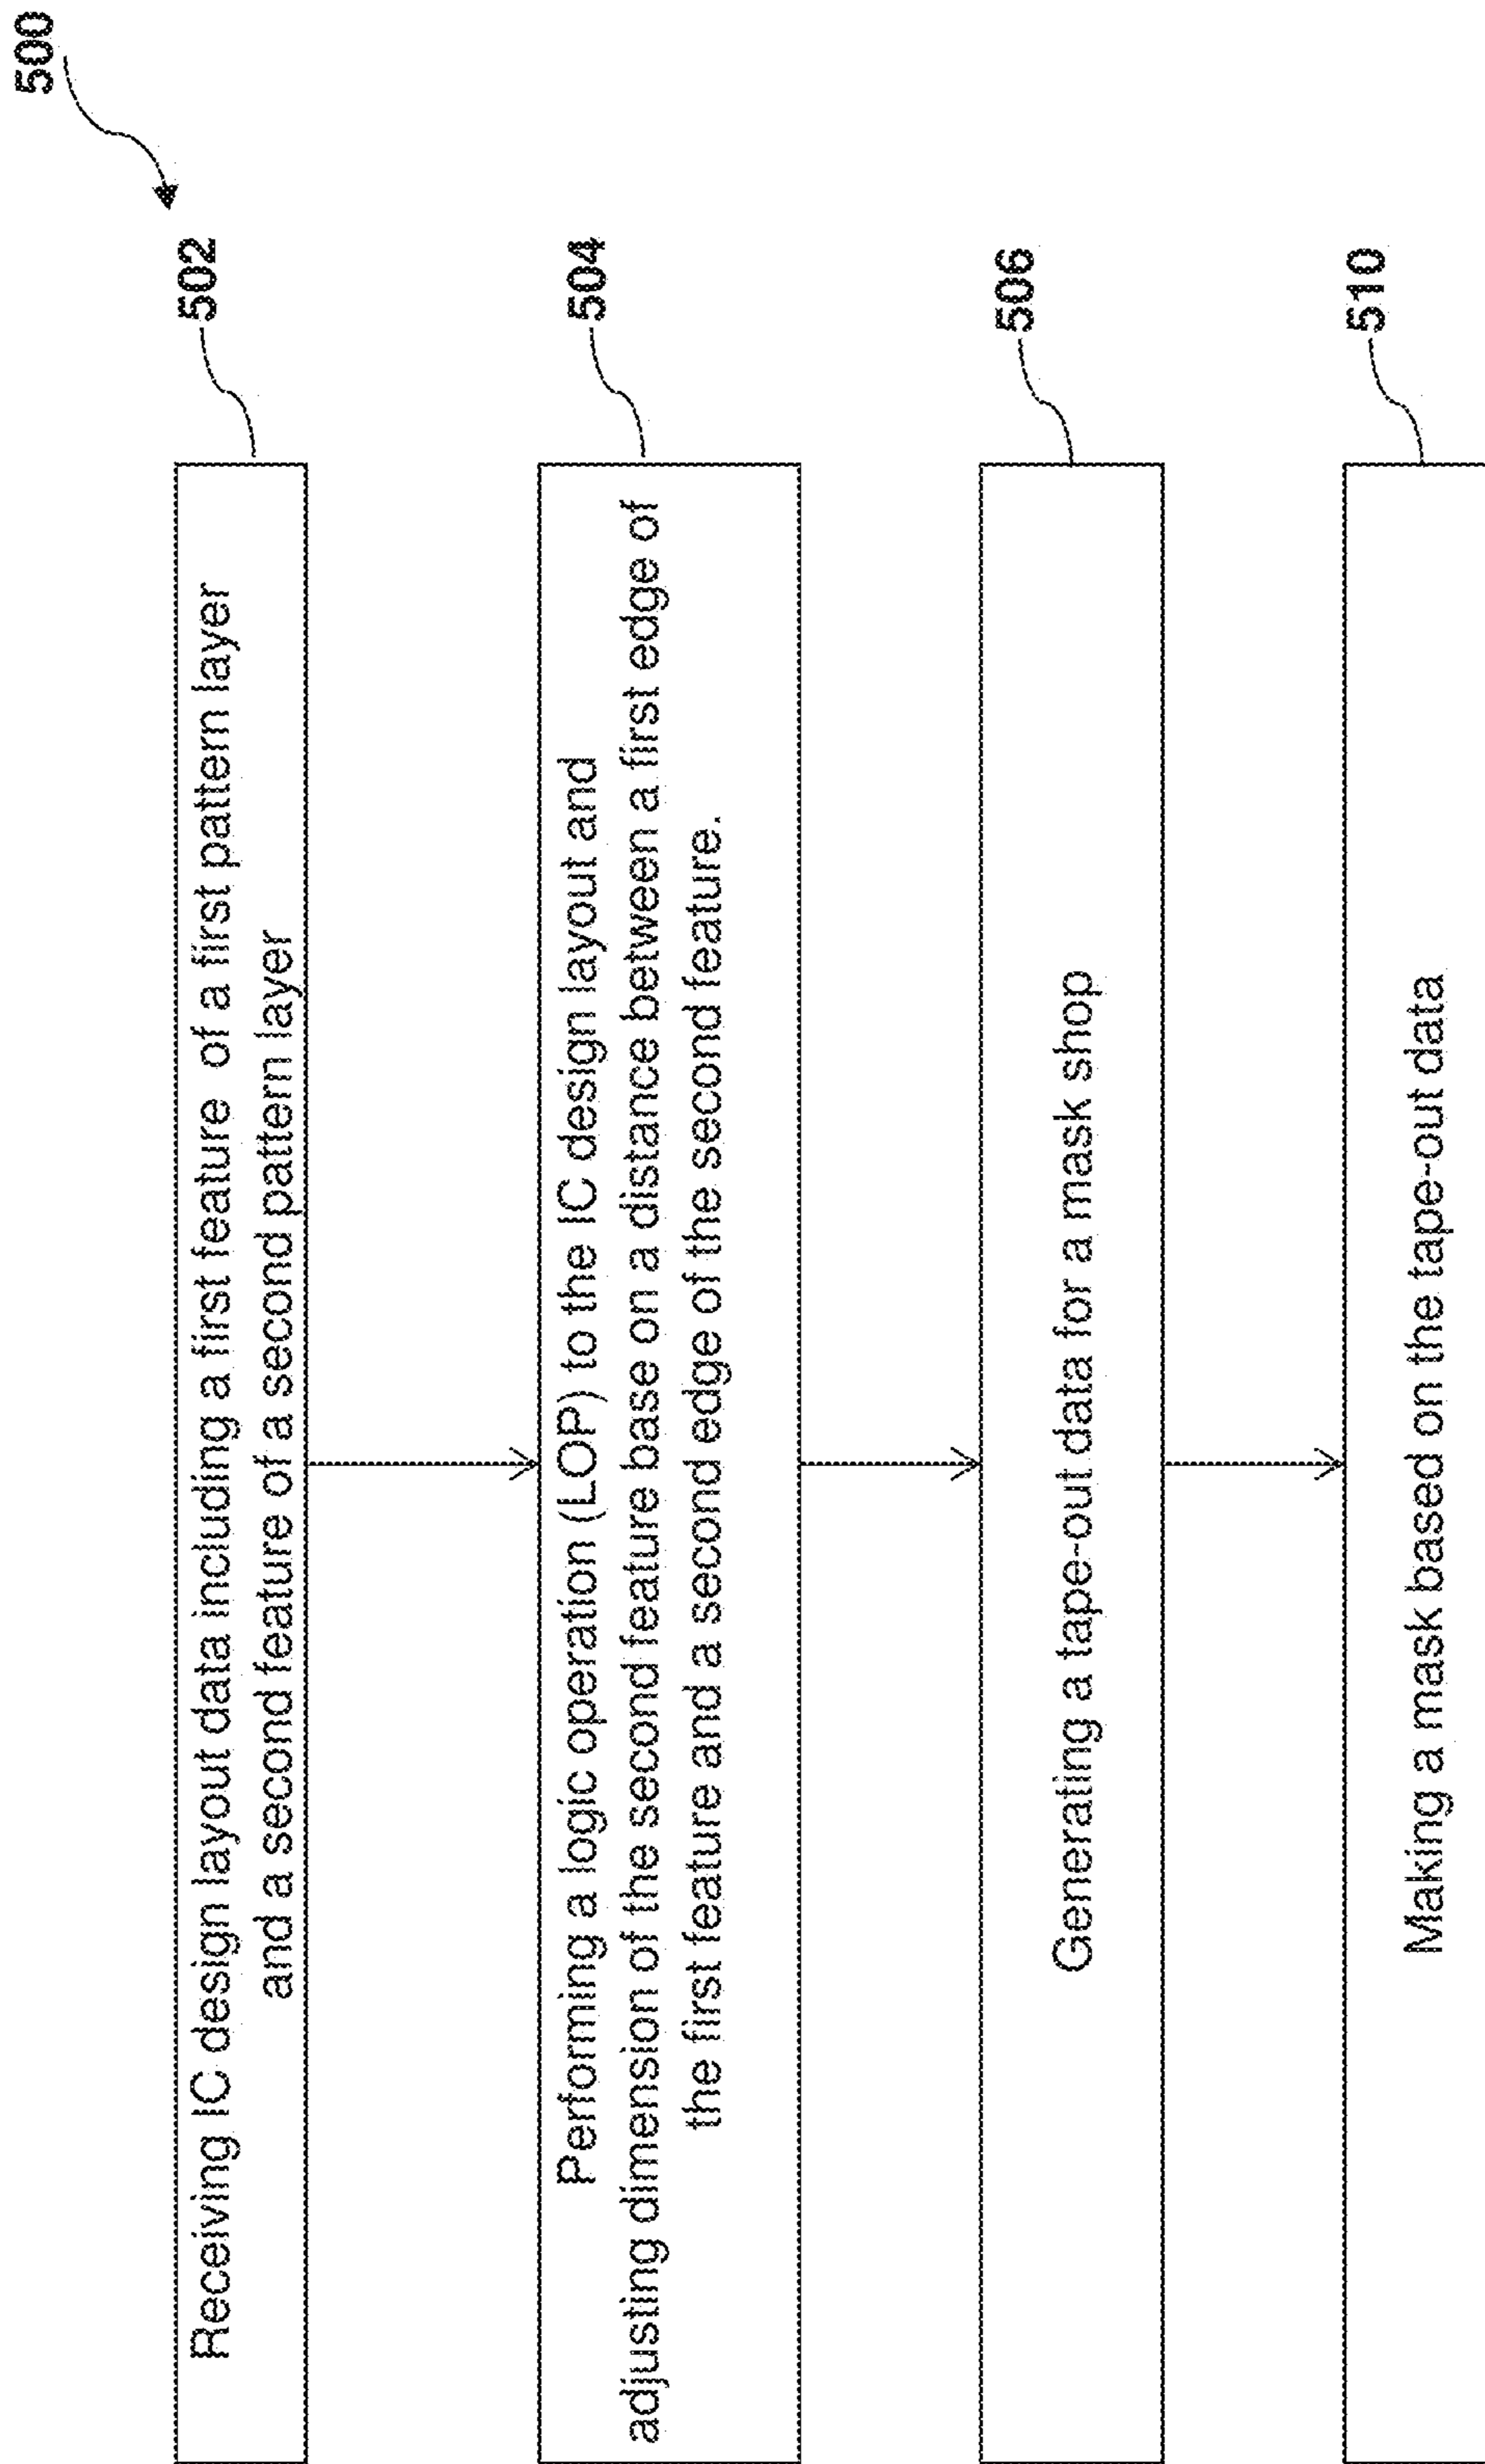 500
502
Receiving IC design layout data including a first feature of a first pattern layer
and a second feature of a second pattern layer
504
Performing a logic operation (LOP) to the IC design layout and
adjusting dimension of the second feature base on a distance between a first edge of
the first feature and a second edge of the second feature.
506
Generating a tape-out data for a mask shop
510
Making a mask based on the tape-out data